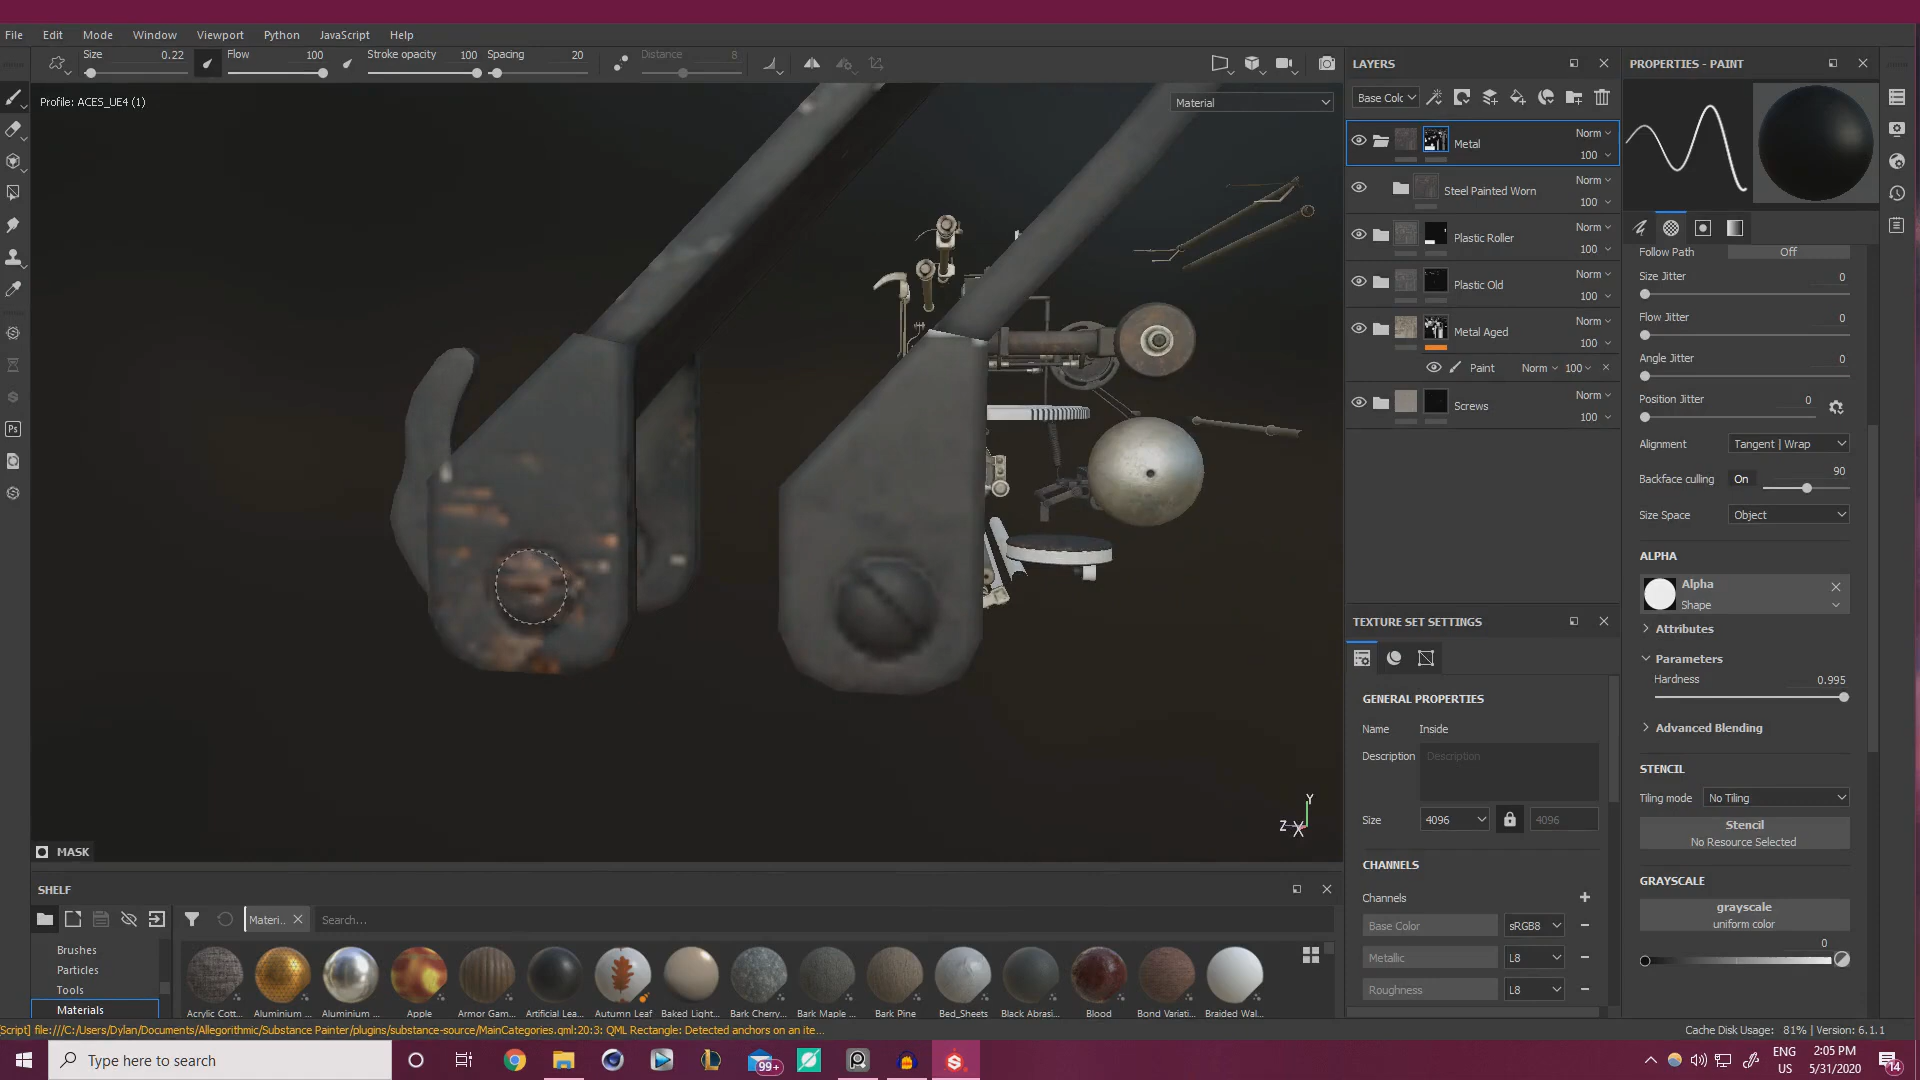 File Edit Mode Window Viewport Python JavaScript Help
Size 0.22 Flow 100 Stroke opacity 100 Spacing 20 Distance 8
Profile: ACES_UE4 (1)
Material
LAYERS
Base Colc
Metal Norm 100
Steel Painted Worn Norm 100
Plastic Roller Norm 100
Plastic Old Norm 100
Metal Aged Norm 100
Paint Norm 100
Screws Norm 100
PROPERTIES - PAINT
Follow Path Off
Size Jitter 0
Flow Jitter 0
Angle Jitter 0
Position Jitter 0
Alignment Tangent | Wrap
Backface culling On 90
Size Space Object
ALPHA
Alpha
Shape
Attributes
Parameters
Hardness 0.995
Advanced Blending
STENCIL
Tiling mode No Tiling
Stencil
No Resource Selected
GRAYSCALE
grayscale
uniform color
0
TEXTURE SET SETTINGS
GENERAL PROPERTIES
Name Inside
Description Description
Size 4096 4096
CHANNELS
Channels
Base Color sRGB8
Metallic L8
Roughness L8
Y
Z X
MASK
Ps
SHELF
Materi.. Search...
Brushes
Particles
Tools
Materials
Acrylic Cott... Aluminium ... Aluminium ... Apple Armor Gam... Artificial Lea... Autumn Leaf Baked Light... Bark Cherry... Bark Maple ... Bark Pine Bed_Sheets Black Abrasi... Blood Bond Variati... Braided Wal...
Script] file:///C:/Users/Dylan/Documents/Allegorithmic/Substance Painter/plugins/substance-source/MainCategories.qml:20:3: QML Rectangle: Detected anchors on an ite...
Cache Disk Usage: 81% | Version: 6.1.1
Type here to search
99+
ENG
US
2:05 PM
5/31/2020
14